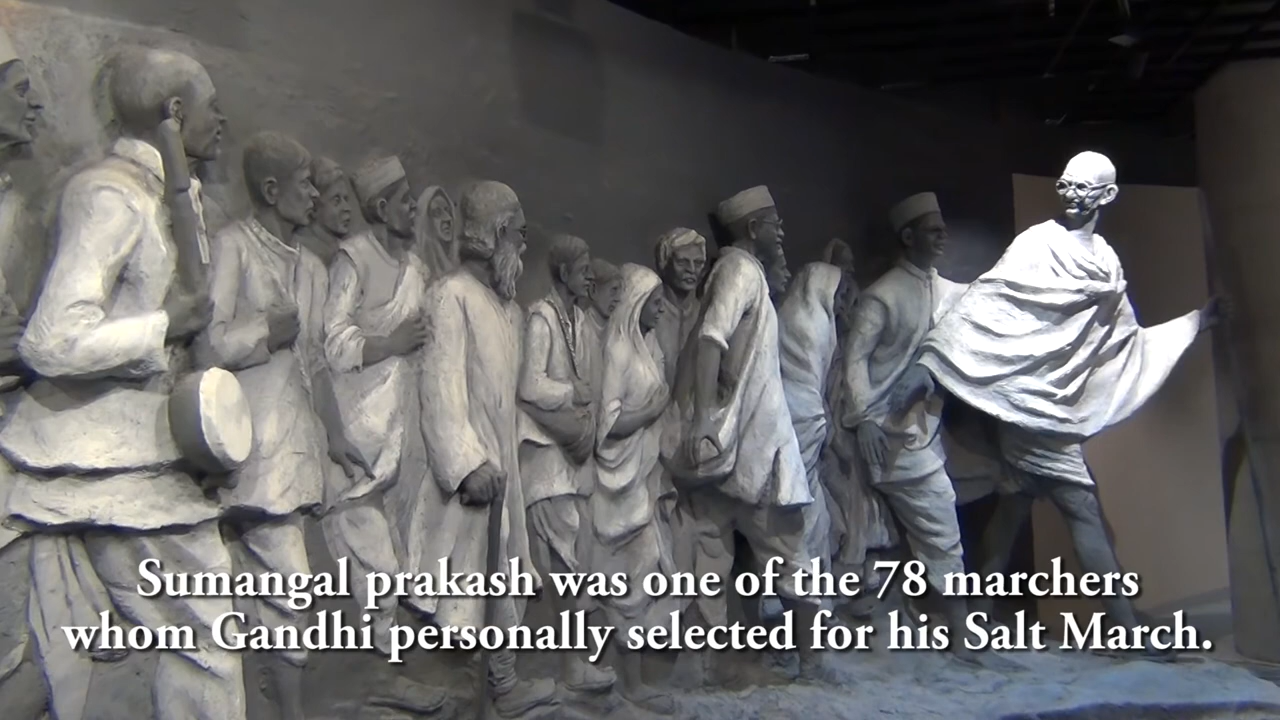 Sumangal prakash was one of the 78 marchers
whom Gandhi personally selected for his Salt March.